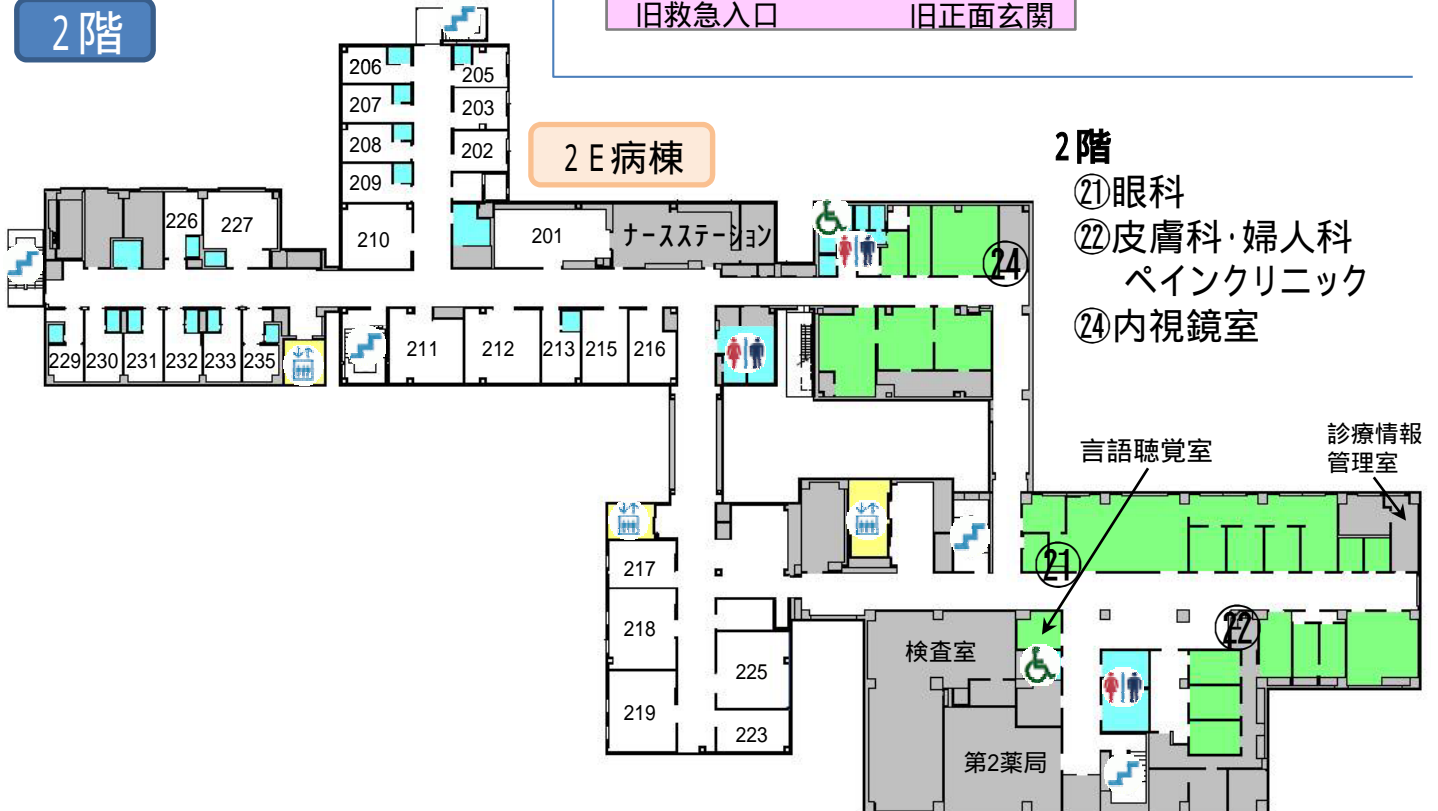 2階
旧救急入口 旧正面玄関
206
205
207
203
208
202
209
2E病棟
2階
㉑眼科
㉒皮膚科・婦人科
ペインクリニック
㉔内視鏡室
226
227
210
201
ナースステーション
㉔
229
230
231
232
233
235
211
212
213
215
216
言語聴覚室
診療情報
管理室
217
㉑
218
㉒
検査室
225
219
223
第2薬局